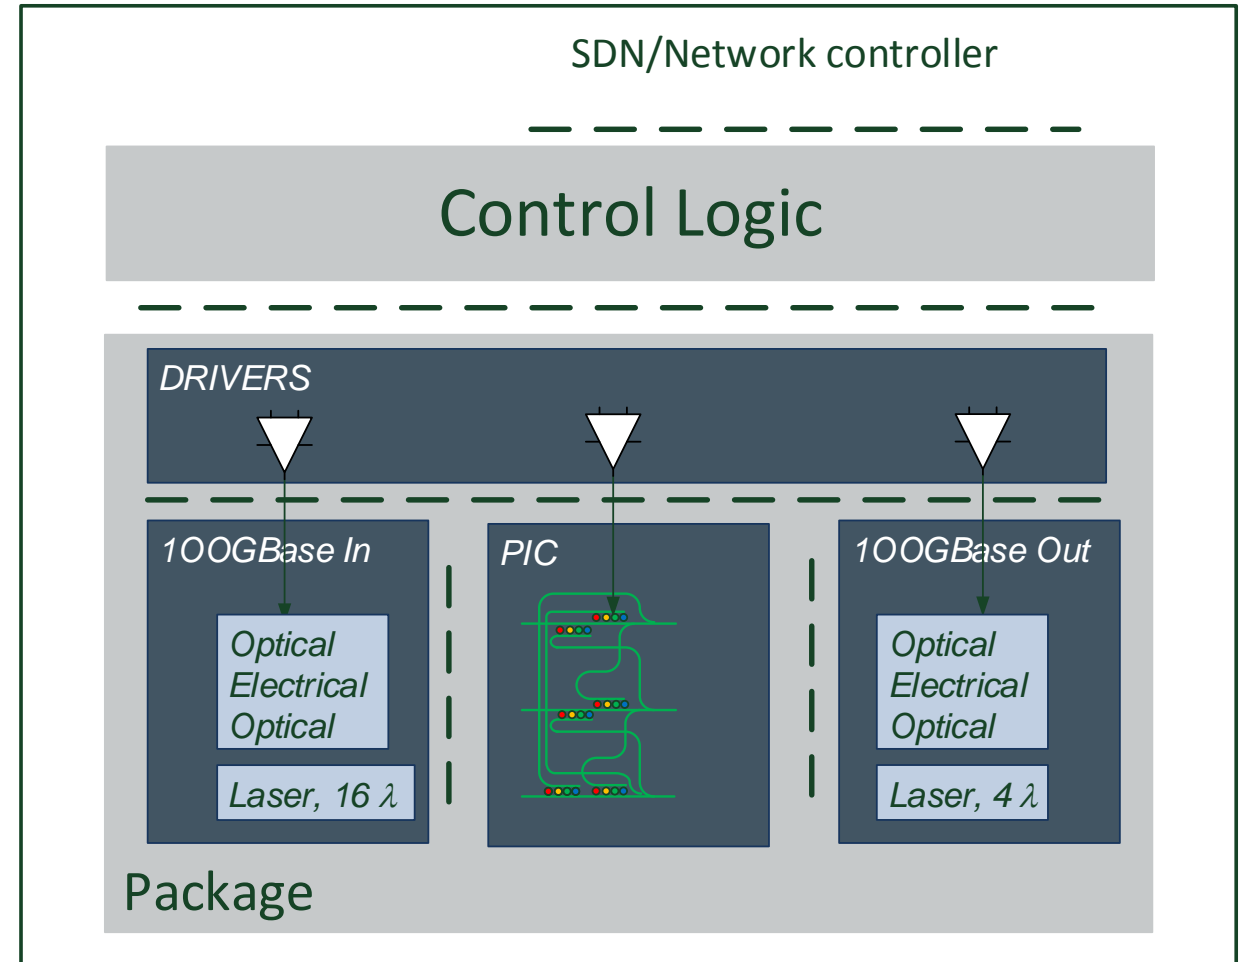 SDN/Network controller
Control Logic
DRIVERS
1OOGBase In
PIC
1OOGBase Out
Optical
Electrical
Optical
Laser, 16 λ
Optical
Electrical
Optical
Laser, 4 λ
Package